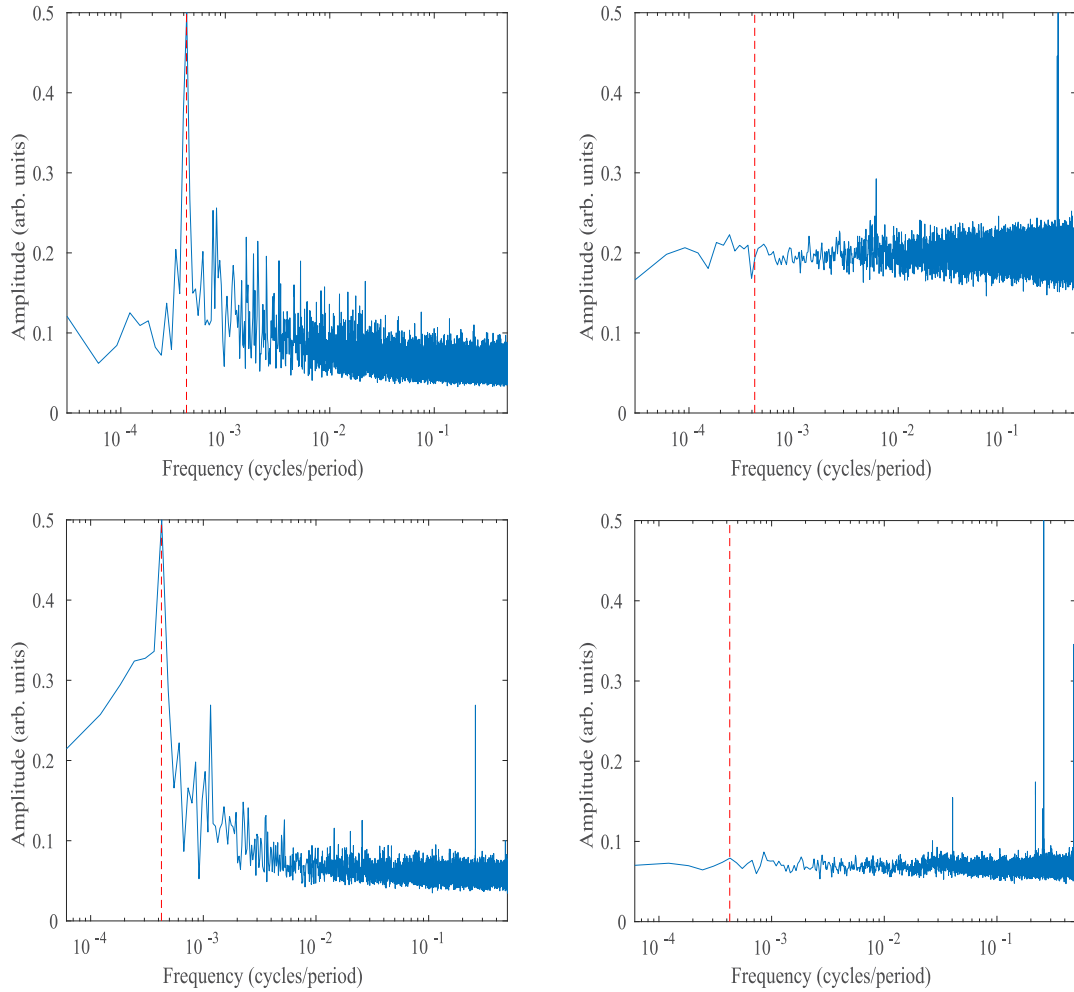 0.5
0.4
0.3
0.2
0.1
0
Amplitude (arb. units)
10^-4 10^-3 10^-2 10^-1
Frequency (cycles/period)
0.5
0.4
0.3
0.2
0.1
0
Amplitude (arb. units)
10^-4 10^-3 10^-2 10^-1
Frequency (cycles/period)
0.5
0.4
0.3
0.2
0.1
0
Amplitude (arb. units)
10^-4 10^-3 10^-2 10^-1
Frequency (cycles/period)
0.5
0.4
0.3
0.2
0.1
0
Amplitude (arb. units)
10^-4 10^-3 10^-2 10^-1
Frequency (cycles/period)